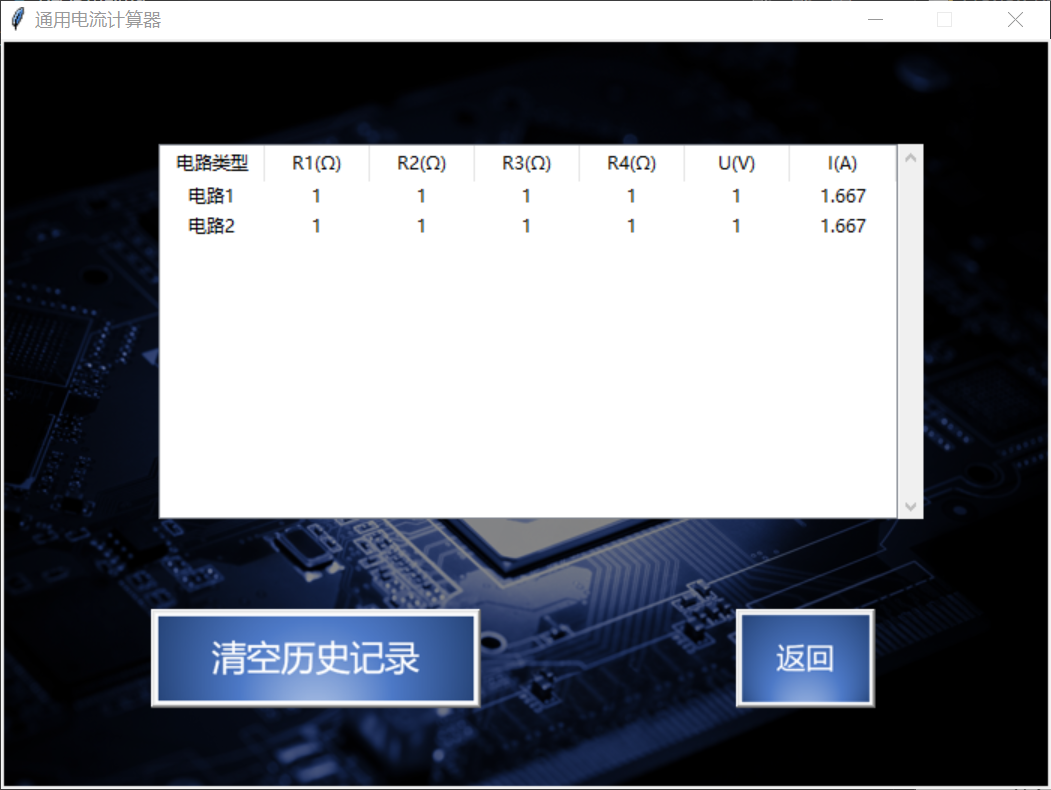 通用电流计算器
电路类型 R1(Ω) R2(Ω) R3(Ω) R4(Ω) U(V) I(A)
电路1 1 1 1 1 1 1.667
电路2 1 1 1 1 1 1.667
清空历史记录 返回